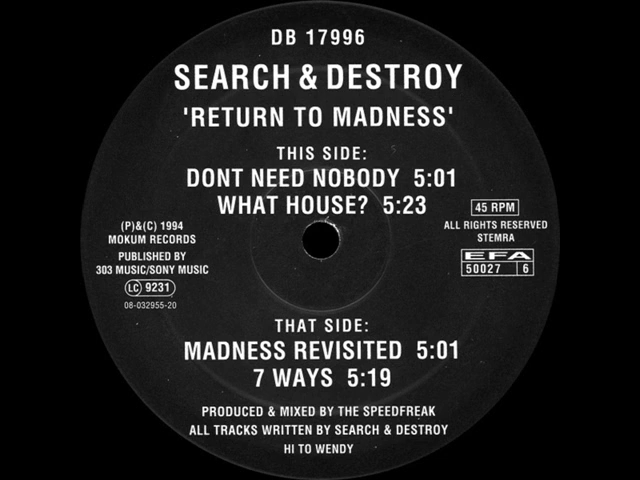 DB 17996
SEARCH & DESTROY
'RETURN TO MADNESS'
THIS SIDE:
DONT NEED NOBODY 5:01
WHAT HOUSE? 5:23
(P)&(C) 1994
MOKUM RECORDS
PUBLISHED BY
303 MUSIC/SONY MUSIC
LC 9231
08-032955-20
45 RPM
ALL RIGHTS RESERVED
STEMRA
EFA
50027 6
THAT SIDE:
MADNESS REVISITED 5:01
7 WAYS 5:19
PRODUCED & MIXED BY THE SPEEDFREAK
ALL TRACKS WRITTEN BY SEARCH & DESTROY
HI TO WENDY